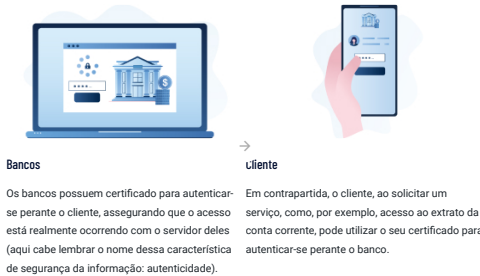 Bancos
Os bancos possuem certificado para autenticar-
se perante o cliente, assegurando que o acesso
está realmente ocorrendo com o servidor deles
(aqui cabe lembrar o nome dessa característica
de segurança da informação: autenticidade).
Cliente
Em contrapartida, o cliente, ao solicitar um
serviço, como, por exemplo, acesso ao extrato da
conta corrente, pode utilizar o seu certificado para
autenticar-se perante o banco.